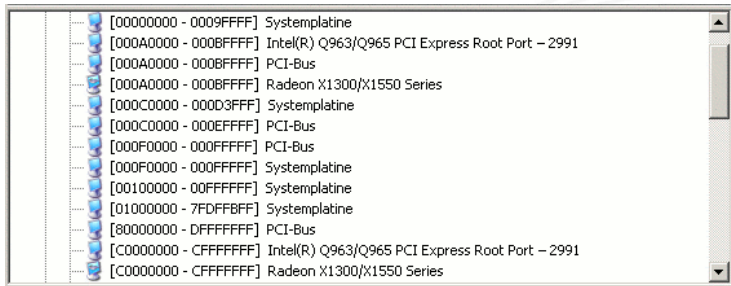 [00000000 - 0009FFFF] Systemplatine
[000A0000 - 000BFFFF] Intel(R) Q963/Q965 PCI Express Root Port – 2991
[000A0000 - 000BFFFF] PCI-Bus
[000A0000 - 000BFFFF] Radeon X1300/X1550 Series
[000C0000 - 000D3FFF] Systemplatine
[000C0000 - 000EFFFF] PCI-Bus
[000F0000 - 000FFFFF] PCI-Bus
[000F0000 - 000FFFFF] Systemplatine
[00100000 - 00FFFFFF] Systemplatine
[01000000 - 7FDFFBFF] Systemplatine
[80000000 - DFFFFFFF] PCI-Bus
[C0000000 - CFFFFFFF] Intel(R) Q963/Q965 PCI Express Root Port – 2991
[C0000000 - CFFFFFFF] Radeon X1300/X1550 Series